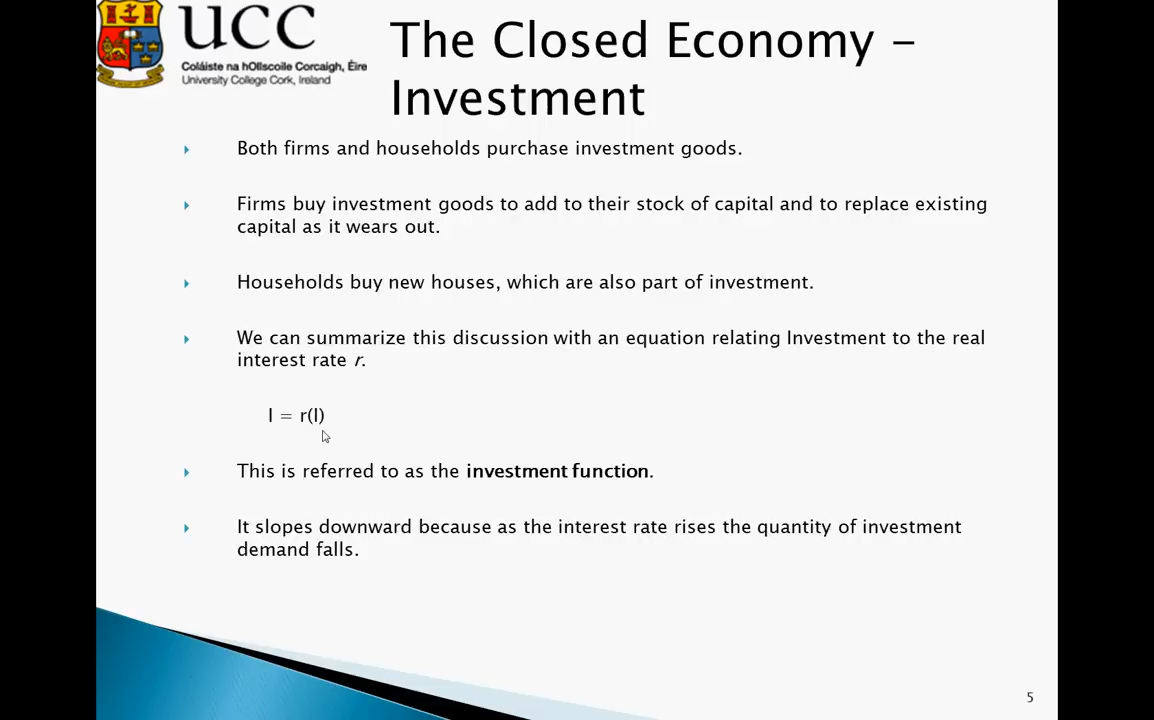 UCC
Coláiste na hOllscoile Corcaigh, Éire
University College Cork, Ireland
The Closed Economy –
Investment
Both firms and households purchase investment goods.
Firms buy investment goods to add to their stock of capital and to replace existing
capital as it wears out.
Households buy new houses, which are also part of investment.
We can summarize this discussion with an equation relating Investment to the real
interest rate r.
I = r(I)
This is referred to as the investment function.
It slopes downward because as the interest rate rises the quantity of investment
demand falls.
5